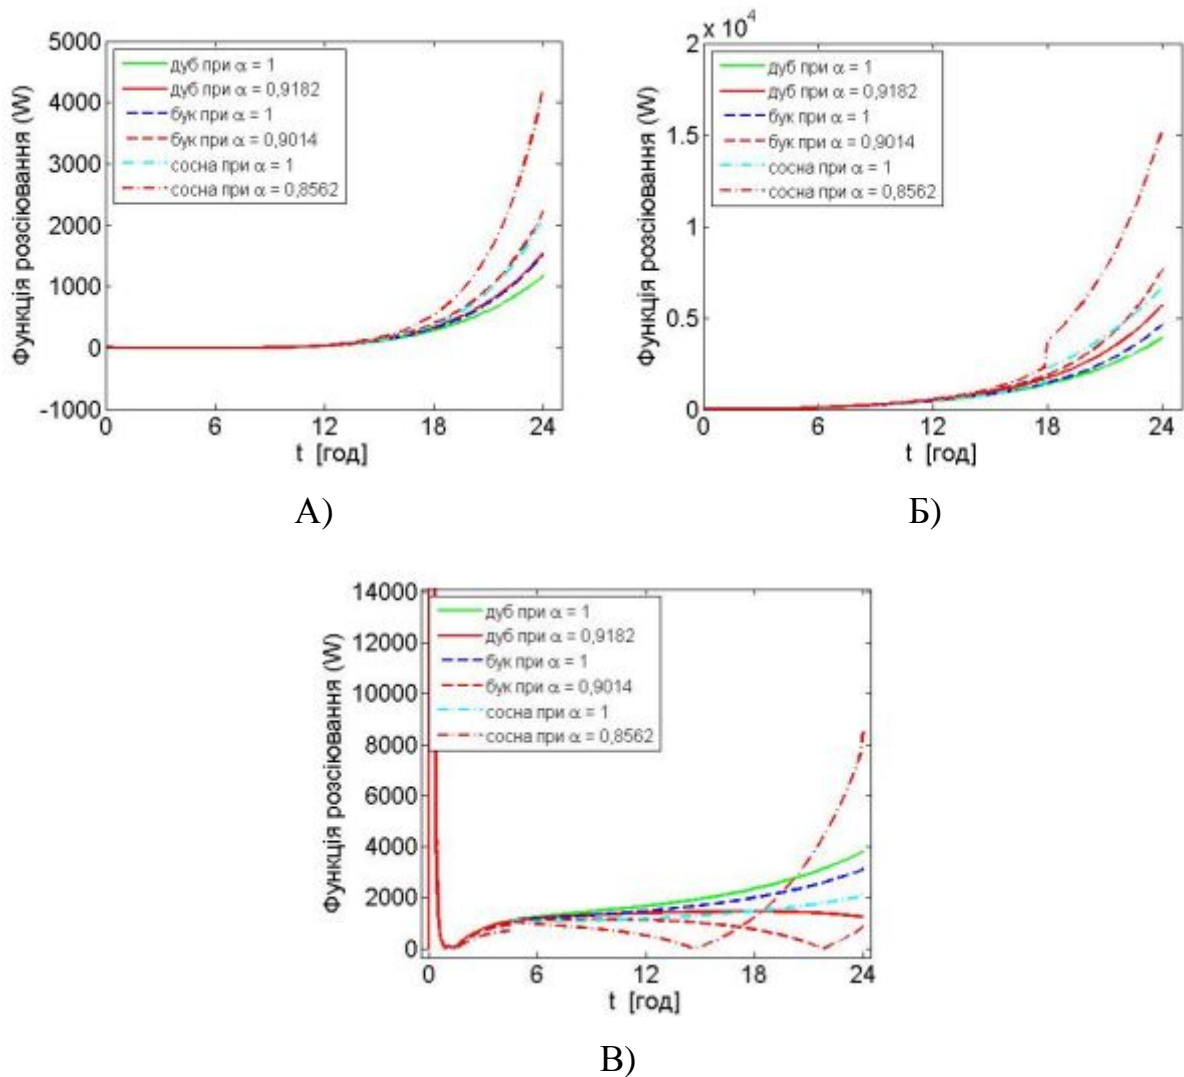 5000
4000
3000
2000
1000
0
-1000
Функція розсіювання (W)
дуб при α = 1
дуб при α = 0,9182
бук при α = 1
бук при α = 0,9014
сосна при α = 1
сосна при α = 0,8562
0 6 12 18 24
t [год]
А)
2 x 10⁴
1.5
1
0.5
0
Функція розсіювання (W)
дуб при α = 1
дуб при α = 0,9182
бук при α = 1
бук при α = 0,9014
сосна при α = 1
сосна при α = 0,8562
0 6 12 18 24
t [год]
Б)
14000
12000
10000
8000
6000
4000
2000
0
Функція розсіювання (W)
дуб при α = 1
дуб при α = 0,9182
бук при α = 1
бук при α = 0,9014
сосна при α = 1
сосна при α = 0,8562
0 6 12 18 24
t [год]
В)